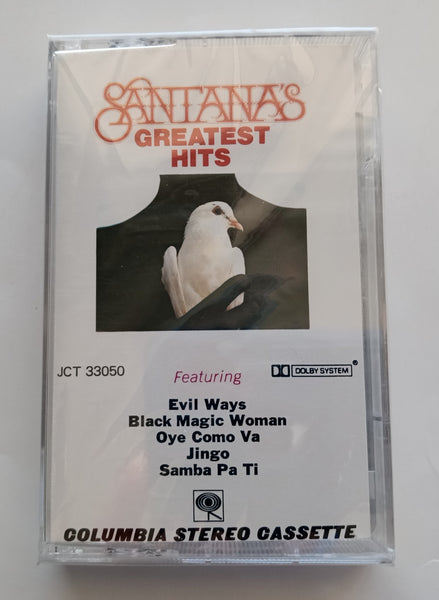 SANTANA'S
GREATEST
HITS
JCT 33050
Featuring
DOLBY SYSTEM
Evil Ways
Black Magic Woman
Oye Como Va
Jingo
Samba Pa Ti
COLUMBIA STEREO CASSETTE